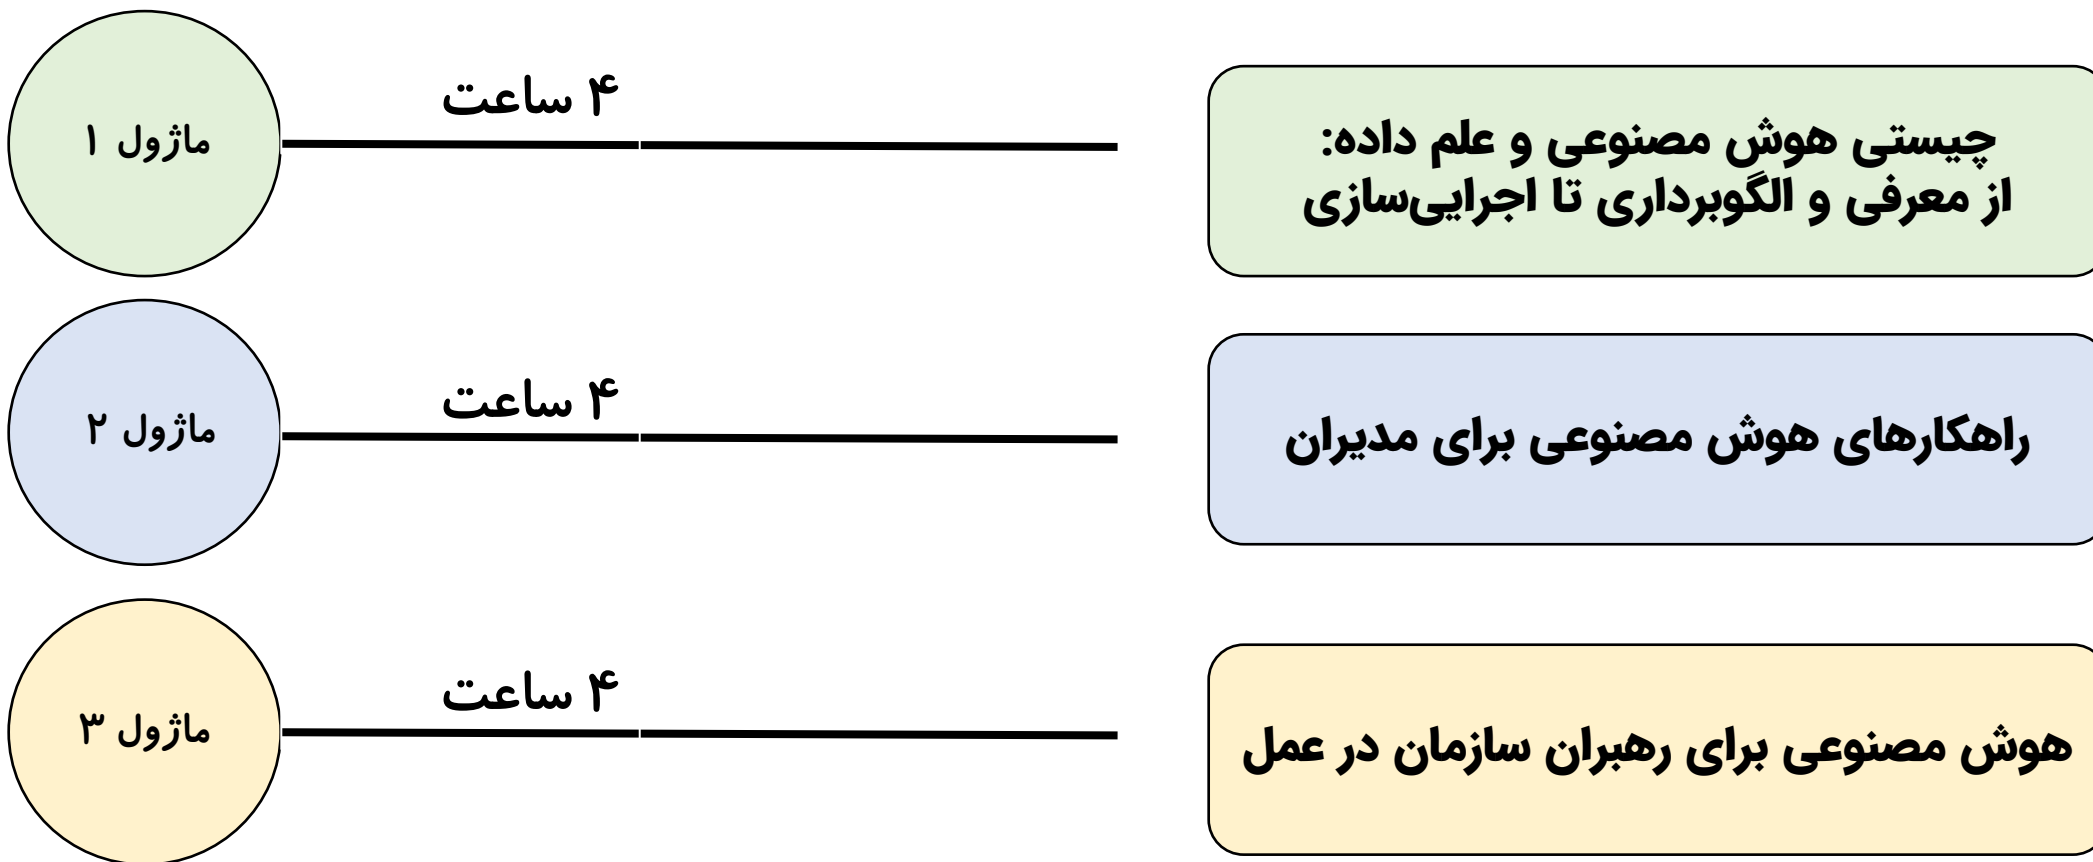 ماژول ۱
۴ ساعت
چیستی هوش مصنوعی و علم داده:
از معرفی و الگوبرداری تا اجرایی‌سازی
ماژول ۲
۴ ساعت
راهکارهای هوش مصنوعی برای مدیران
ماژول ۳
۴ ساعت
هوش مصنوعی برای رهبران سازمان در عمل